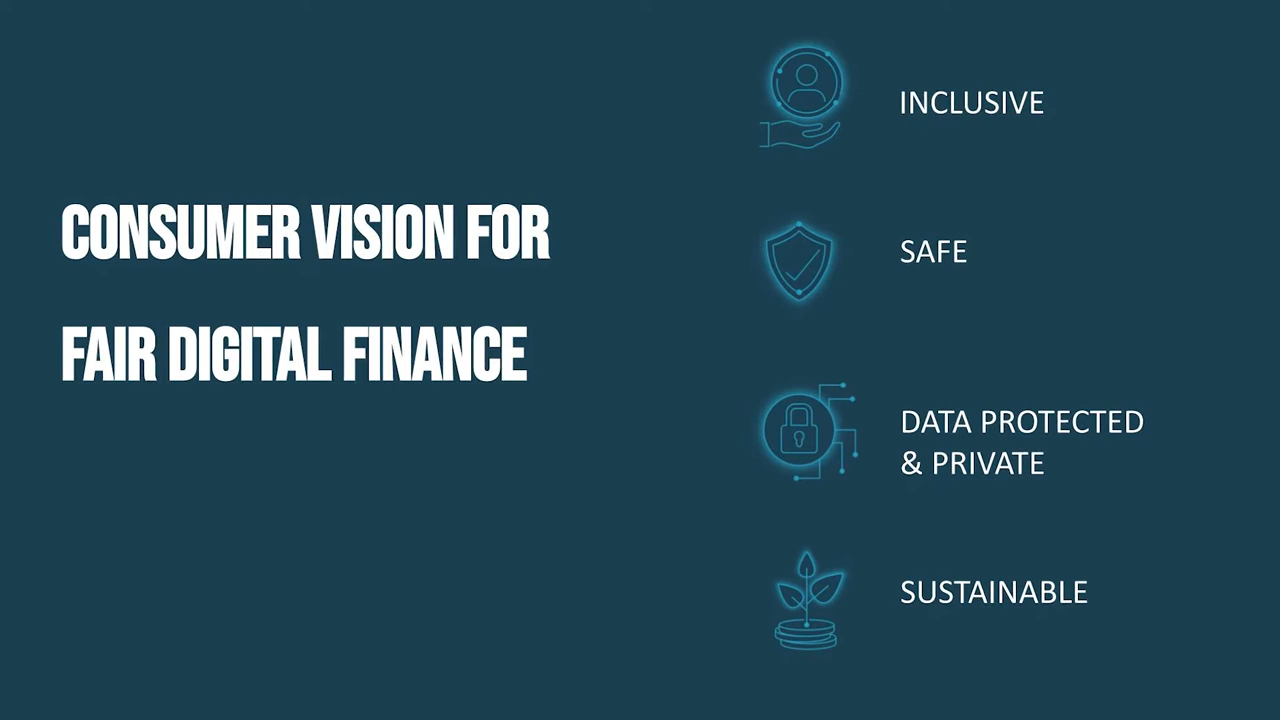 CONSUMER VISION FOR
FAIR DIGITAL FINANCE
INCLUSIVE
SAFE
DATA PROTECTED
& PRIVATE
SUSTAINABLE